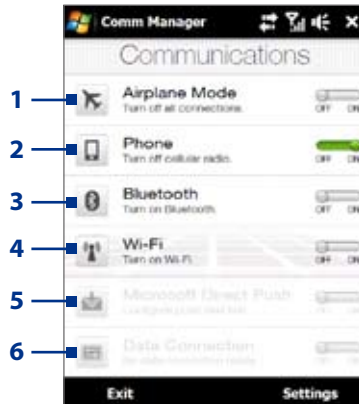 Comm Manager
Communications
1
Airplane Mode
Turn off all connections.
OFF ON
2
Phone
Turn off cellular radio.
OFF ON
3
Bluetooth
Turn on Bluetooth.
OFF ON
4
Wi-Fi
Turn on Wi-Fi.
OFF ON
5
Microsoft Direct Push
6
Data Connection
Exit
Settings